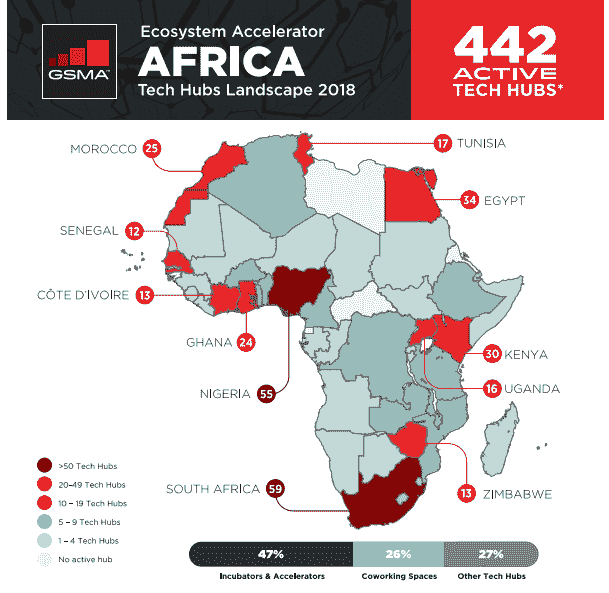 GSMA
Ecosystem Accelerator
AFRICA
Tech Hubs Landscape 2018
442
ACTIVE
TECH HUBS*
MOROCCO 25
17 TUNISIA
34 EGYPT
SENEGAL 12
CÔTE D'IVOIRE 13
GHANA 24
30 KENYA
16 UGANDA
NIGERIA 55
SOUTH AFRICA 59
13 ZIMBABWE
>50 Tech Hubs
20-49 Tech Hubs
10 – 19 Tech Hubs
5 – 9 Tech Hubs
1 – 4 Tech Hubs
No active hub
47% 26% 27%
Incubators & Accelerators Coworking Spaces Other Tech Hubs